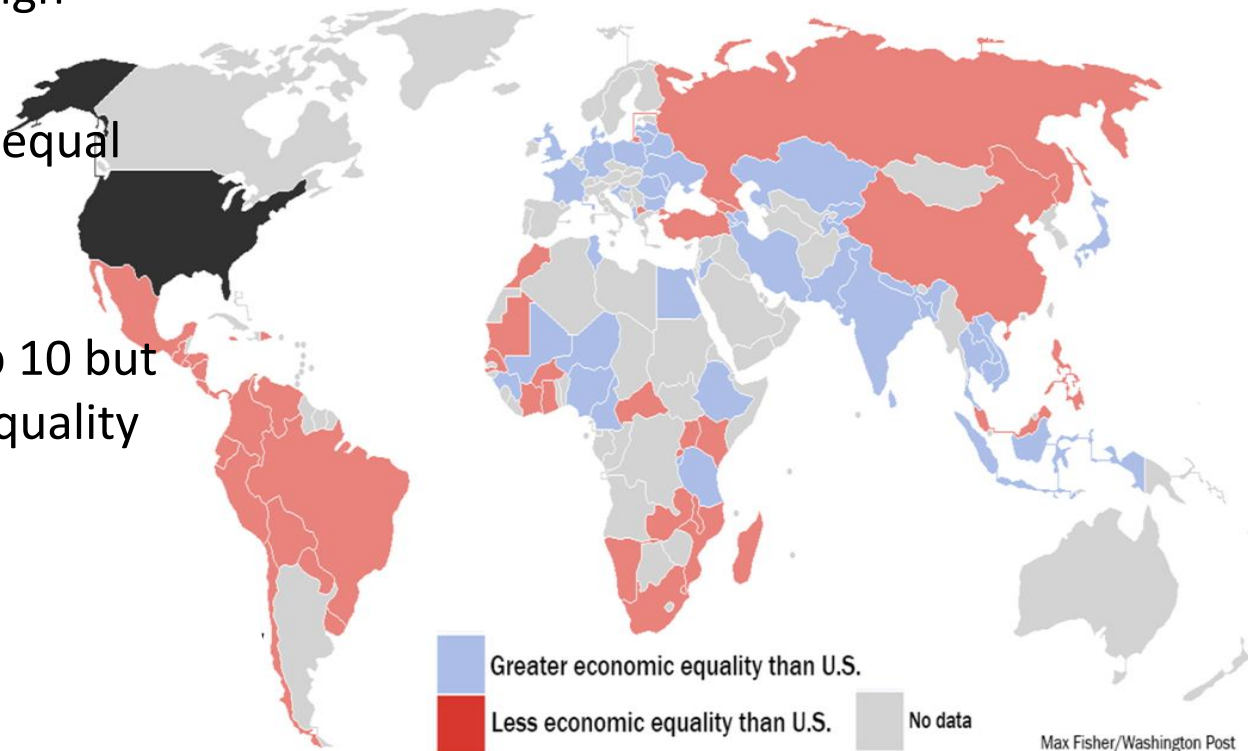 equal
10 but
quality
Greater economic equality than U.S.
Less economic equality than U.S.
No data
Max Fisher/Washington Post